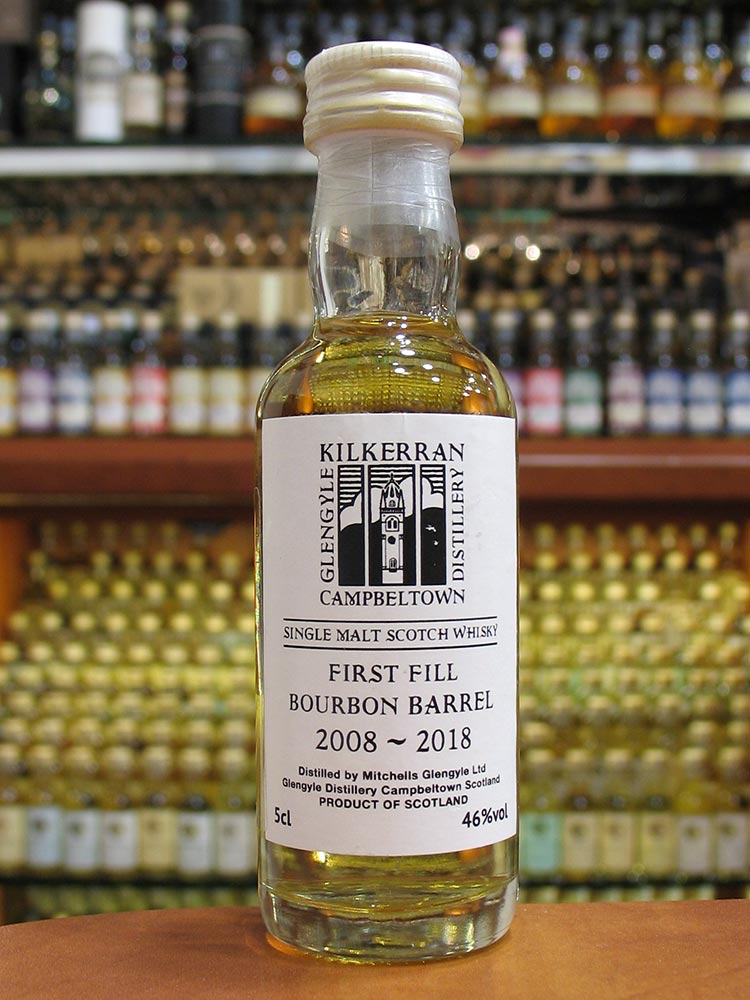 KILKERRAN
GLENGYLE
DISTILLERY
CAMPBELTOWN
SINGLE MALT SCOTCH WHISKY
FIRST FILL
BOURBON BARREL
2008 ~ 2018
Distilled by Mitchells Glengyle Ltd
Glengyle Distillery Campbeltown Scotland
PRODUCT OF SCOTLAND
5cl 46%vol